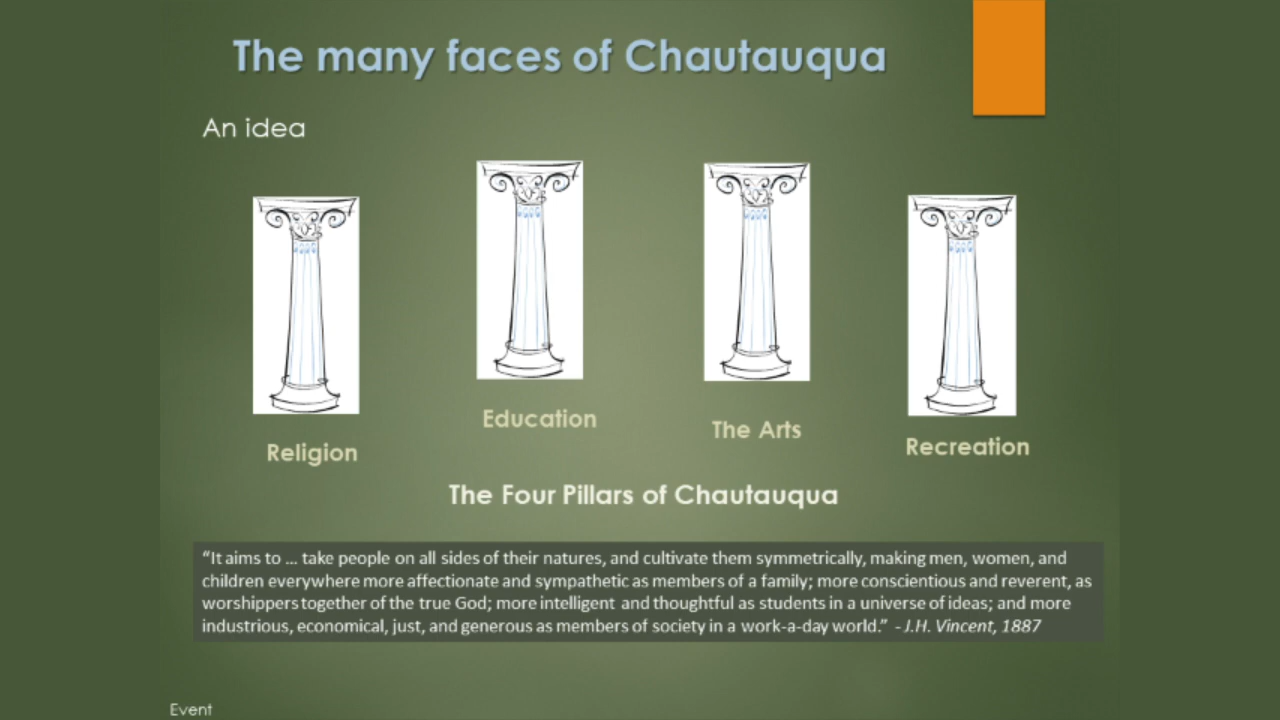 The many faces of Chautauqua
An idea
Religion
Education
The Arts
Recreation
The Four Pillars of Chautauqua
“It aims to ... take people on all sides of their natures, and cultivate them symmetrically, making men, women, and
children everywhere more affectionate and sympathetic as members of a family; more conscientious and reverent, as
worshippers together of the true God; more intelligent and thoughtful as students in a universe of ideas; and more
industrious, economical, just, and generous as members of society in a work-a-day world.” - J.H. Vincent, 1887
Event